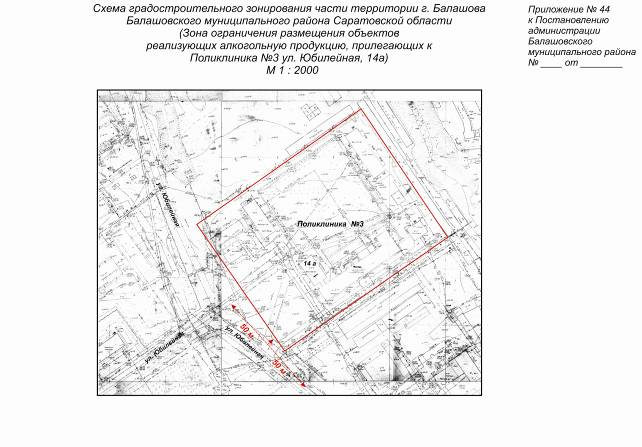 Схема градостроительного зонирования части территории г. Балашова
Балашовского муниципального района Саратовской области
(Зона ограничения размещения объектов
реализующих алкогольную продукцию, прилегающих к
Поликлиника №3 ул. Юбилейная, 14а)
М 1 : 2000
Приложение № 44
к Постановлению
администрации
Балашовского
муниципального района
№ ____ от ________
ул. Юбилейная
Поликлиника №3
14 а
50 м
ул. Юбилейная
ул. Юбилейная
50 м